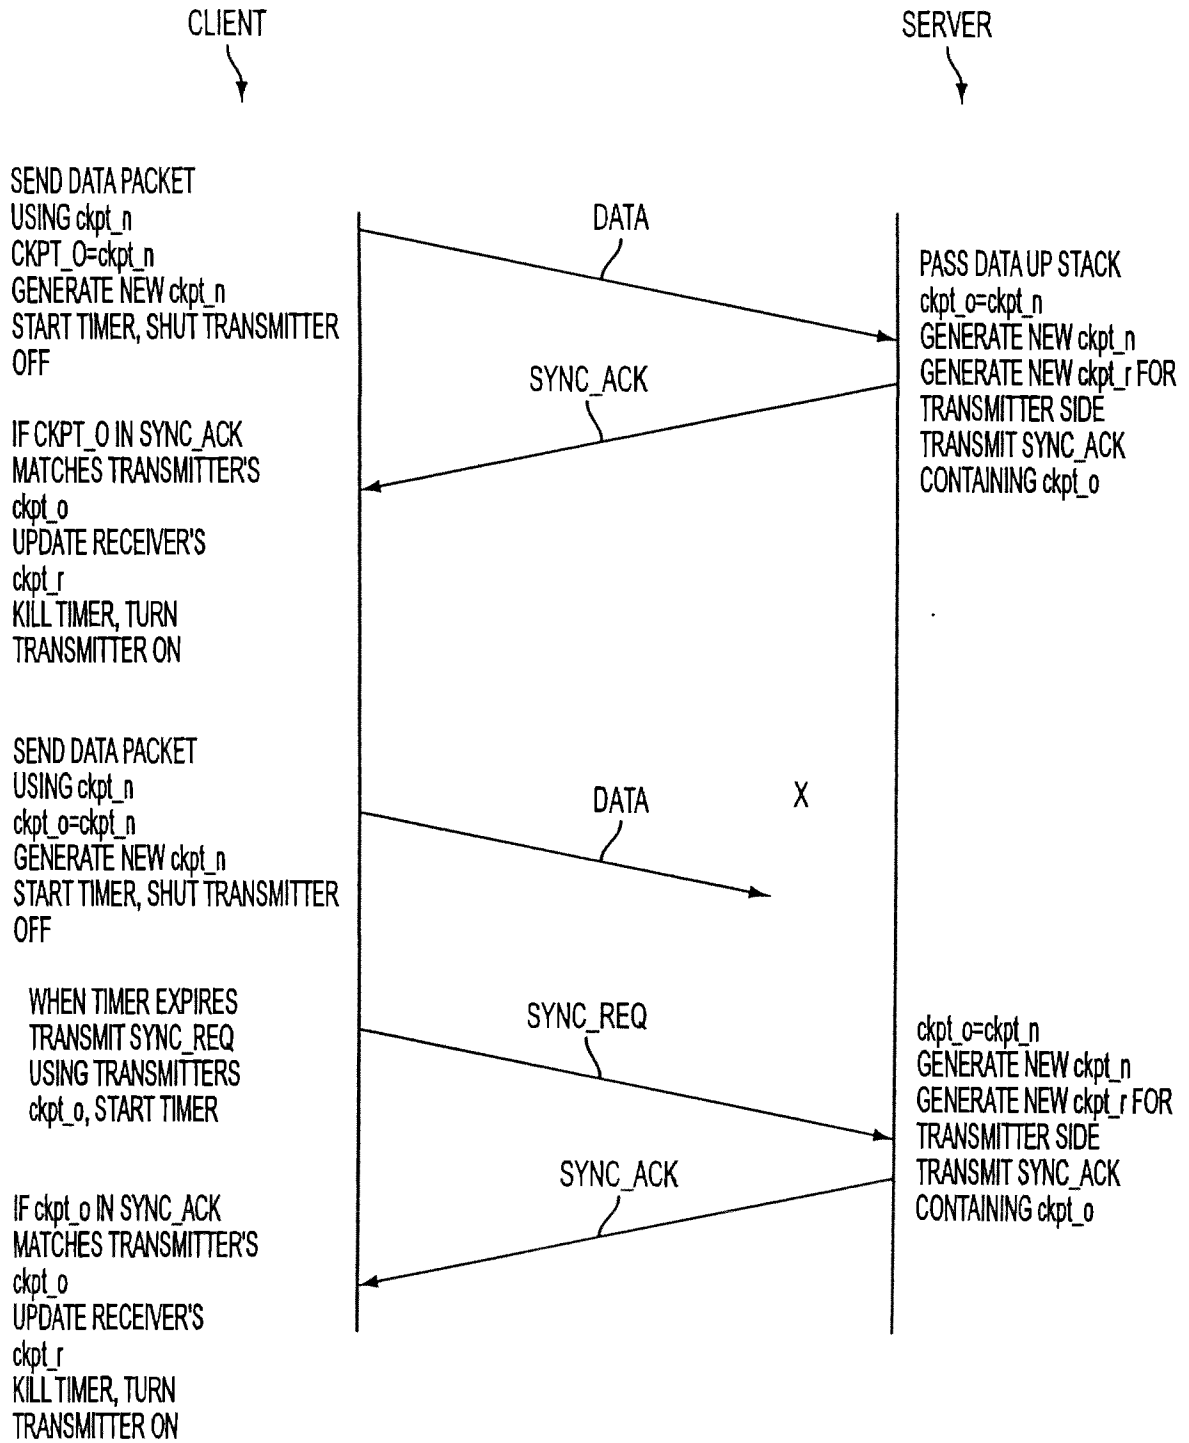 CLIENT
SERVER
SEND DATA PACKET
USING ckpt_n
CKPT_O=ckpt_n
GENERATE NEW ckpt_n
START TIMER, SHUT TRANSMITTER
OFF
DATA
PASS DATA UP STACK
ckpt_o=ckpt_n
GENERATE NEW ckpt_n
GENERATE NEW ckpt_r FOR
TRANSMITTER SIDE
TRANSMIT SYNC_ACK
CONTAINING ckpt_o
SYNC_ACK
IF CKPT_O IN SYNC_ACK
MATCHES TRANSMITTER'S
ckpt_o
UPDATE RECEIVER'S
ckpt_r
KILL TIMER, TURN
TRANSMITTER ON
SEND DATA PACKET
USING ckpt_n
ckpt_o=ckpt_n
GENERATE NEW ckpt_n
START TIMER, SHUT TRANSMITTER
OFF
DATA
X
WHEN TIMER EXPIRES
TRANSMIT SYNC_REQ
USING TRANSMITTERS
ckpt_o, START TIMER
SYNC_REQ
ckpt_o=ckpt_n
GENERATE NEW ckpt_n
GENERATE NEW ckpt_r FOR
TRANSMITTER SIDE
TRANSMIT SYNC_ACK
CONTAINING ckpt_o
SYNC_ACK
IF ckpt_o IN SYNC_ACK
MATCHES TRANSMITTER'S
ckpt_o
UPDATE RECEIVER'S
ckpt_r
KILL TIMER, TURN
TRANSMITTER ON